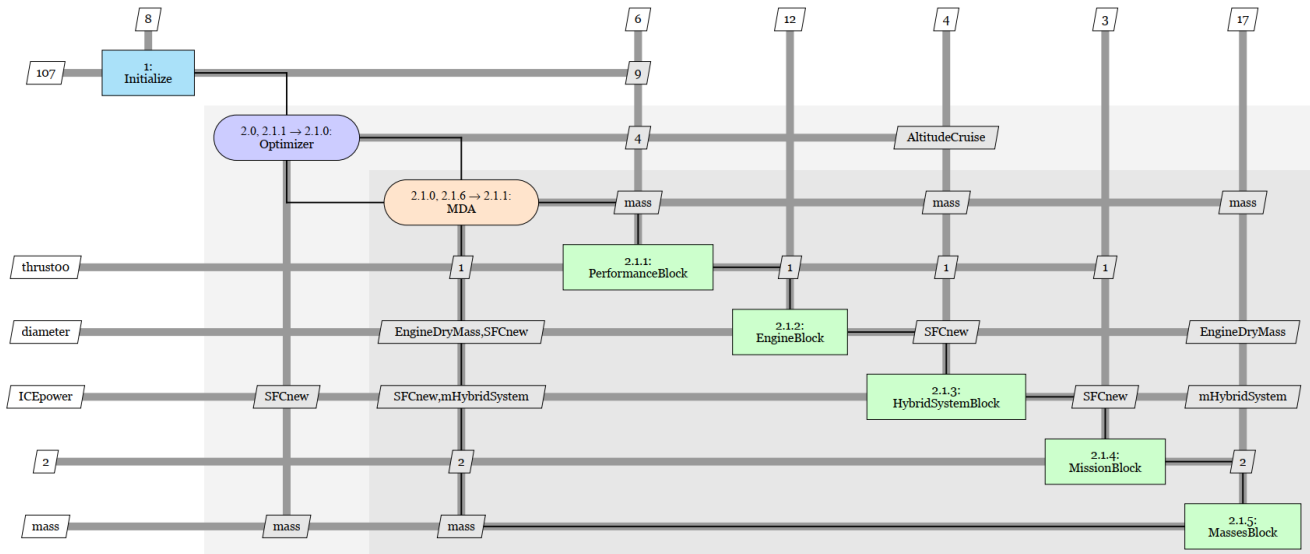 8
6
12
4
3
17
107
1:
Initialize
9
2.0, 2.1.1 → 2.1.0:
Optimizer
4
AltitudeCruise
2.1.0, 2.1.6 → 2.1.1:
MDA
mass
mass
mass
thrust00
1
2.1.1:
PerformanceBlock
1
1
1
diameter
EngineDryMass,SFCnew
2.1.2:
EngineBlock
SFCnew
EngineDryMass
ICEpower
SFCnew
SFCnew,mHybridSystem
2.1.3:
HybridSystemBlock
SFCnew
mHybridSystem
2
2
2.1.4:
MissionBlock
2
mass
mass
mass
2.1.5:
MassesBlock